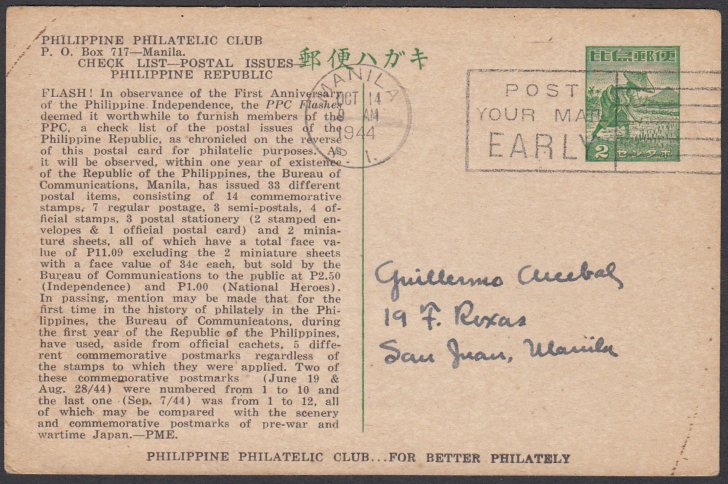 PHILIPPINE PHILATELIC CLUB
P. O. Box 717—Manila.
CHECK LIST—POSTAL ISSUES—
PHILIPPINE REPUBLIC
FLASH! In observance of the First Anniversary
of the Philippine Independence, the PPC Flashes
deemed it worthwhile to furnish members of the
PPC, a check list of the postal issues of the
Philippine Republic, as chronicled on the reverse
of this postal card for philatelic purposes. As
it will be observed, within one year of existence
of the Republic of the Philippines, the Bureau of
Communications, Manila, has issued 33 different
postal items, consisting of 14 commemorative
stamps, 7 regular postage, 3 semi-postals, 4 of-
ficial stamps, 3 postal stationery (2 stamped en-
velopes & 1 official postal card) and 2 minia-
ture sheets, all of which have a total face va-
lue of P11.09 excluding the 2 miniature sheets
with a face value of 34c each, but sold by the
Bureau of Communications to the public at P2.50
(Independence) and P1.00 (National Heroes).
In passing, mention may be made that for the
first time in the history of philately in the Phi-
lippines, the Bureau of Communicatons, during
the first year of the Republic of the Philippines,
have used, aside from official cachets, 5 diffe-
rent commemorative postmarks regardless of
the stamps to which they were applied. Two of
these commemorative postmarks (June 19 &
Aug. 28/44) were numbered from 1 to 10 and
the last one (Sep. 7/44) was from 1 to 12, all
of which may be compared with the scenery
and commemorative postmarks of pre-war and
wartime Japan.—PME.
郵便ハガキ
MANILA
OCT 14
9 AM
1944
P. I.
POST
YOUR MAIL
EARLY
比島郵便
2
センターボ
Guillermo
19 F. Roxas
San Juan, Manila
PHILIPPINE PHILATELIC CLUB...FOR BETTER PHILATELY